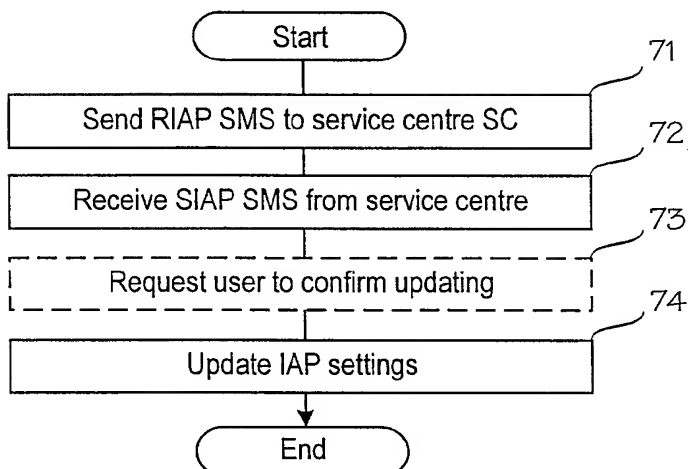 Start
71
Send RIAP SMS to service centre SC
72
Receive SIAP SMS from service centre
73
Request user to confirm updating
74
Update IAP settings
End